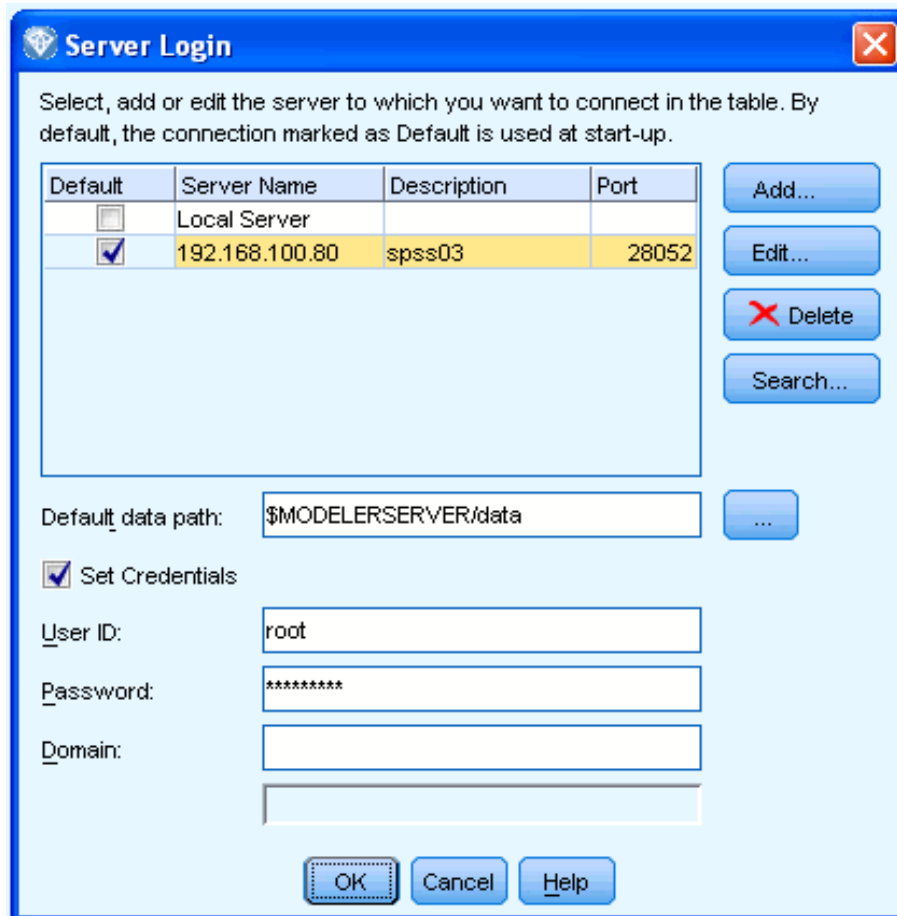 Server Login
Select, add or edit the server to which you want to connect in the table. By
default, the connection marked as Default is used at start-up.
Default Server Name Description Port
Local Server
192.168.100.80 spss03 28052
Add...
Edit...
Delete
Search...
Default data path: $MODELERSERVER/data ...
Set Credentials
User ID: root
Password: *********
Domain:
OK Cancel Help